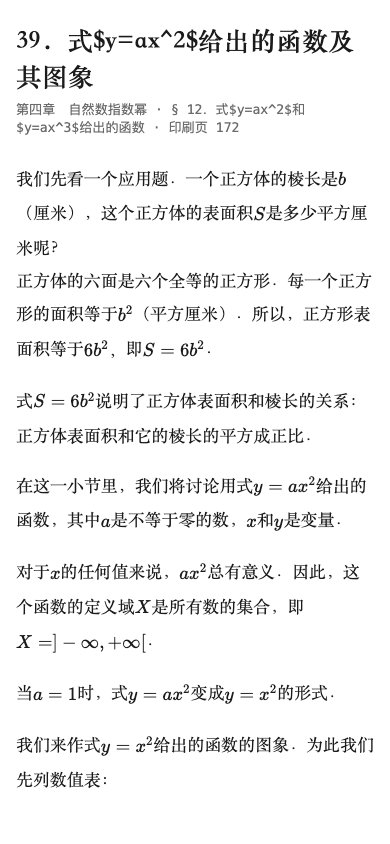 39. 式$y=ax^2$给出的函数及
其图象
第四章　自然数指数幂 · § 12. 式$y=ax^2$和
$y=ax^3$给出的函数 · 印刷页 172
我们先看一个应用题．一个正方体的棱长是b
（厘米），这个正方体的表面积S是多少平方厘
米呢？
正方体的六面是六个全等的正方形．每一个正方
形的面积等于b²（平方厘米）．所以，正方形表
面积等于6b²，即S = 6b²．
式S = 6b²说明了正方体表面积和棱长的关系：
正方体表面积和它的棱长的平方成正比．
在这一小节里，我们将讨论用式y = ax²给出的
函数，其中a是不等于零的数，x和y是变量．
对于x的任何值来说，ax²总有意义．因此，这
个函数的定义域X是所有数的集合，即
X =] − ∞, +∞[．
当a = 1时，式y = ax²变成y = x²的形式．
我们来作式y = x²给出的函数的图象．为此我们
先列数值表：